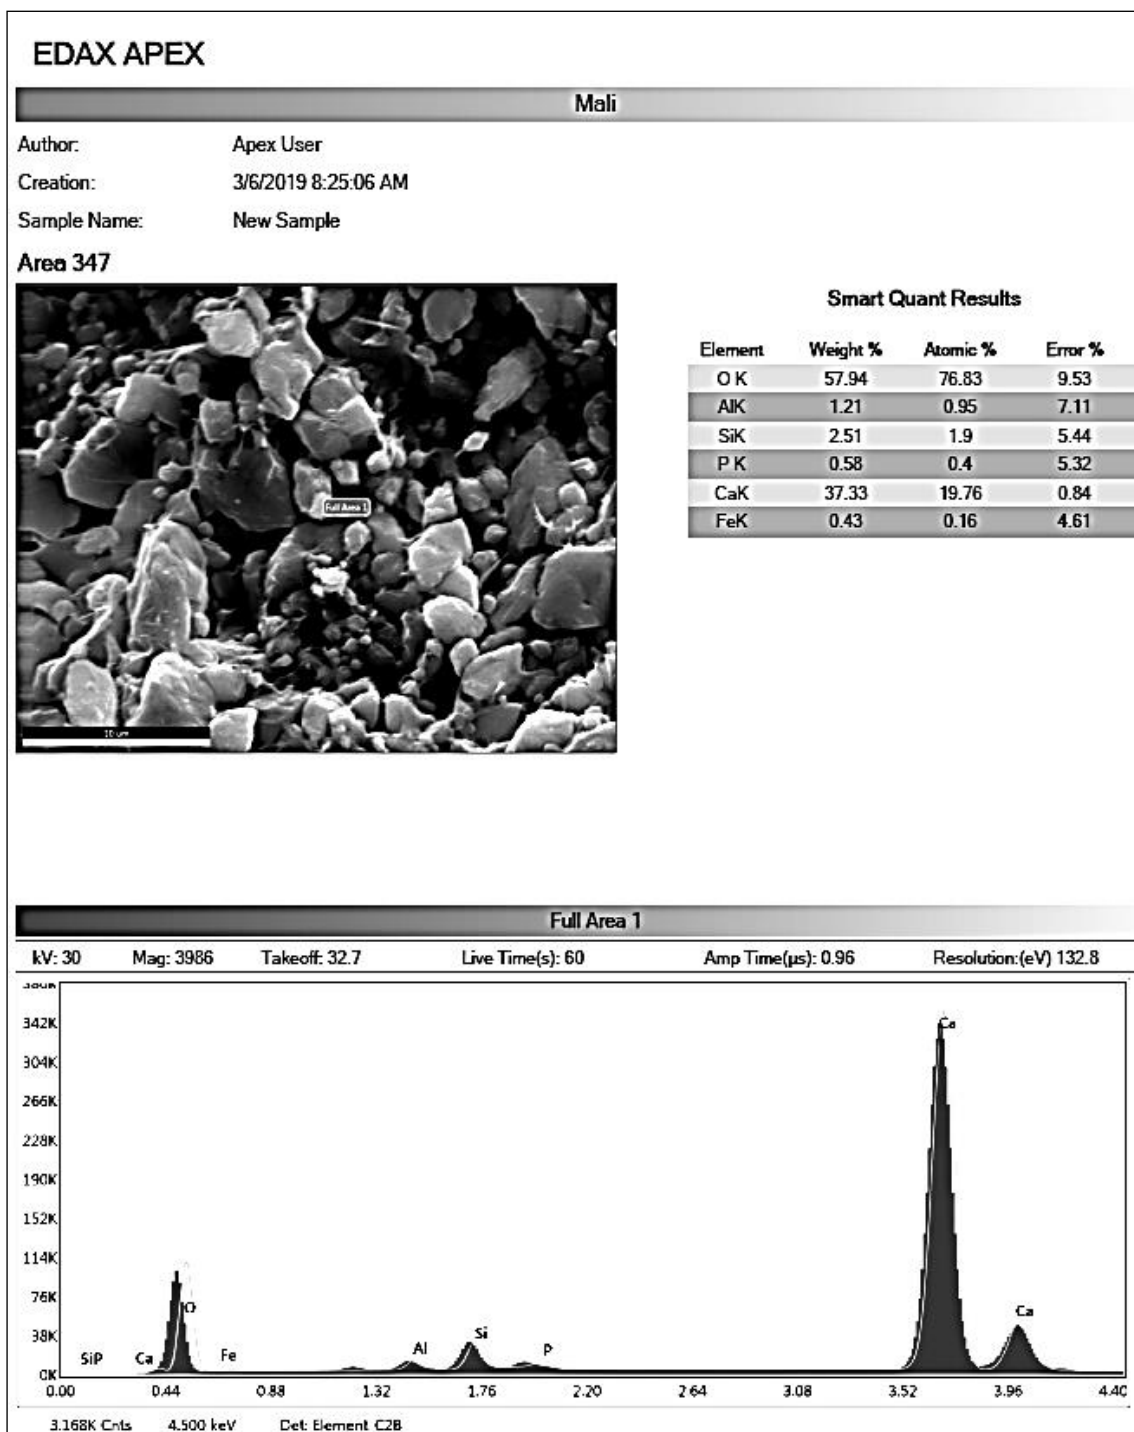 EDAX APEX
Mali
Author: Apex User
Creation: 3/6/2019 8:25:06 AM
Sample Name: New Sample
Area 347
Full Area 1
10 um
Smart Quant Results
Element Weight % Atomic % Error %
O K 57.94 76.83 9.53
AlK 1.21 0.95 7.11
SiK 2.51 1.9 5.44
P K 0.58 0.4 5.32
CaK 37.33 19.76 0.84
FeK 0.43 0.16 4.61
Full Area 1
kV: 30 Mag: 3986 Takeoff: 32.7 Live Time(s): 60 Amp Time(µs): 0.96 Resolution:(eV) 132.8
380K
342K
304K
266K
228K
190K
152K
114K
76K
38K
0K
SiP Ca O Fe Al Si P Ca Ca
0.00 0.44 0.88 1.32 1.76 2.20 2.64 3.08 3.52 3.96 4.40
3.168K Cnts 4.500 keV Det: Element C2B